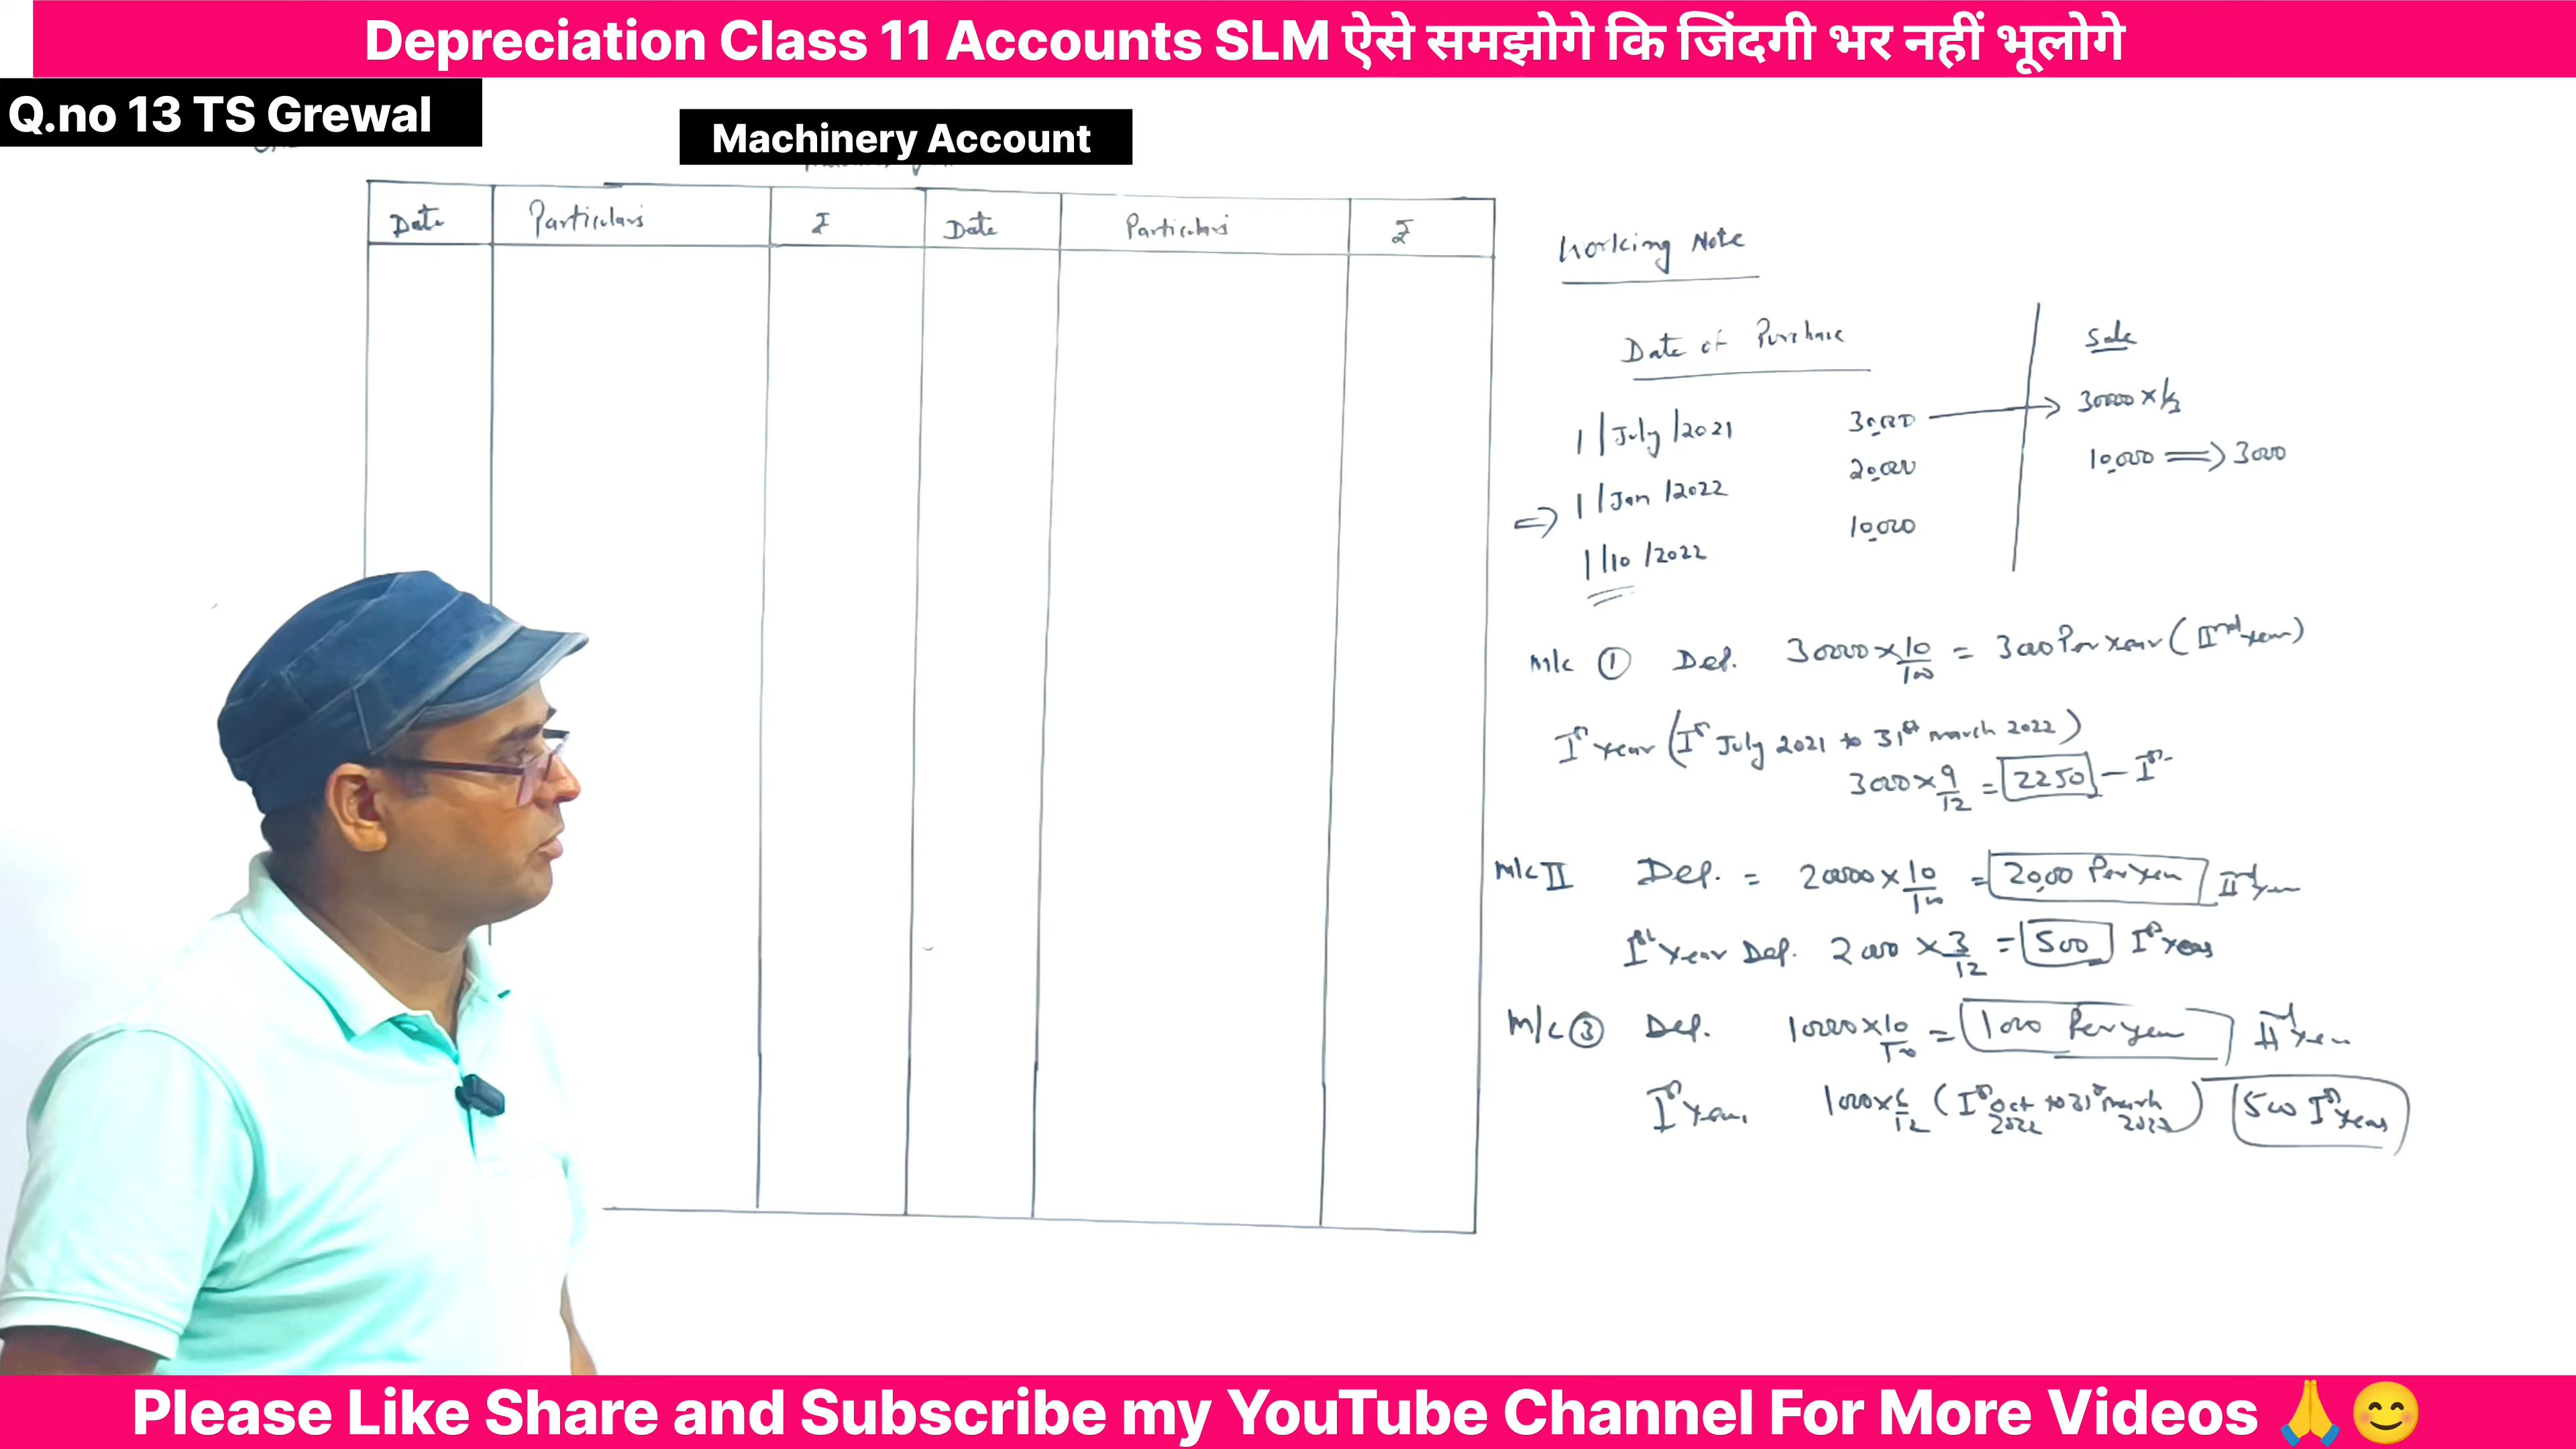 Depreciation Class 11 Accounts SLM ऐसे समझोगे कि जिंदगी भर नहीं भूलोगे
Q.no 13 TS Grewal
Machinery Account
Date Particulars ₹ Date Particulars ₹
Working Note
Date of Purchase
Sale
1/July/2021 30,000 → 30000 × 1/3
⇒ 1/Jan/2022 20,000
10,000 ⇒ 3000
1/10/2022 10,000
M/c ① Dep. 30000 × 10/100 = 3000 Per year (IInd year)
Ist year (Ist July 2021 to 31st march 2022)
3000 × 9/12 = 2250 – Ist
M/c II Dep. = 20000 × 10/100 = 2000 Per year IInd year
Ist year Dep. 2000 × 3/12 = 500 Ist year
M/c ③ Dep. 10000 × 10/100 = 1000 Per year IInd year
Ist year. 1000 × 6/12 (Ist Oct 2022 to 31st march 2023) 500 Ist year
Please Like Share and Subscribe my YouTube Channel For More Videos 🙏😊